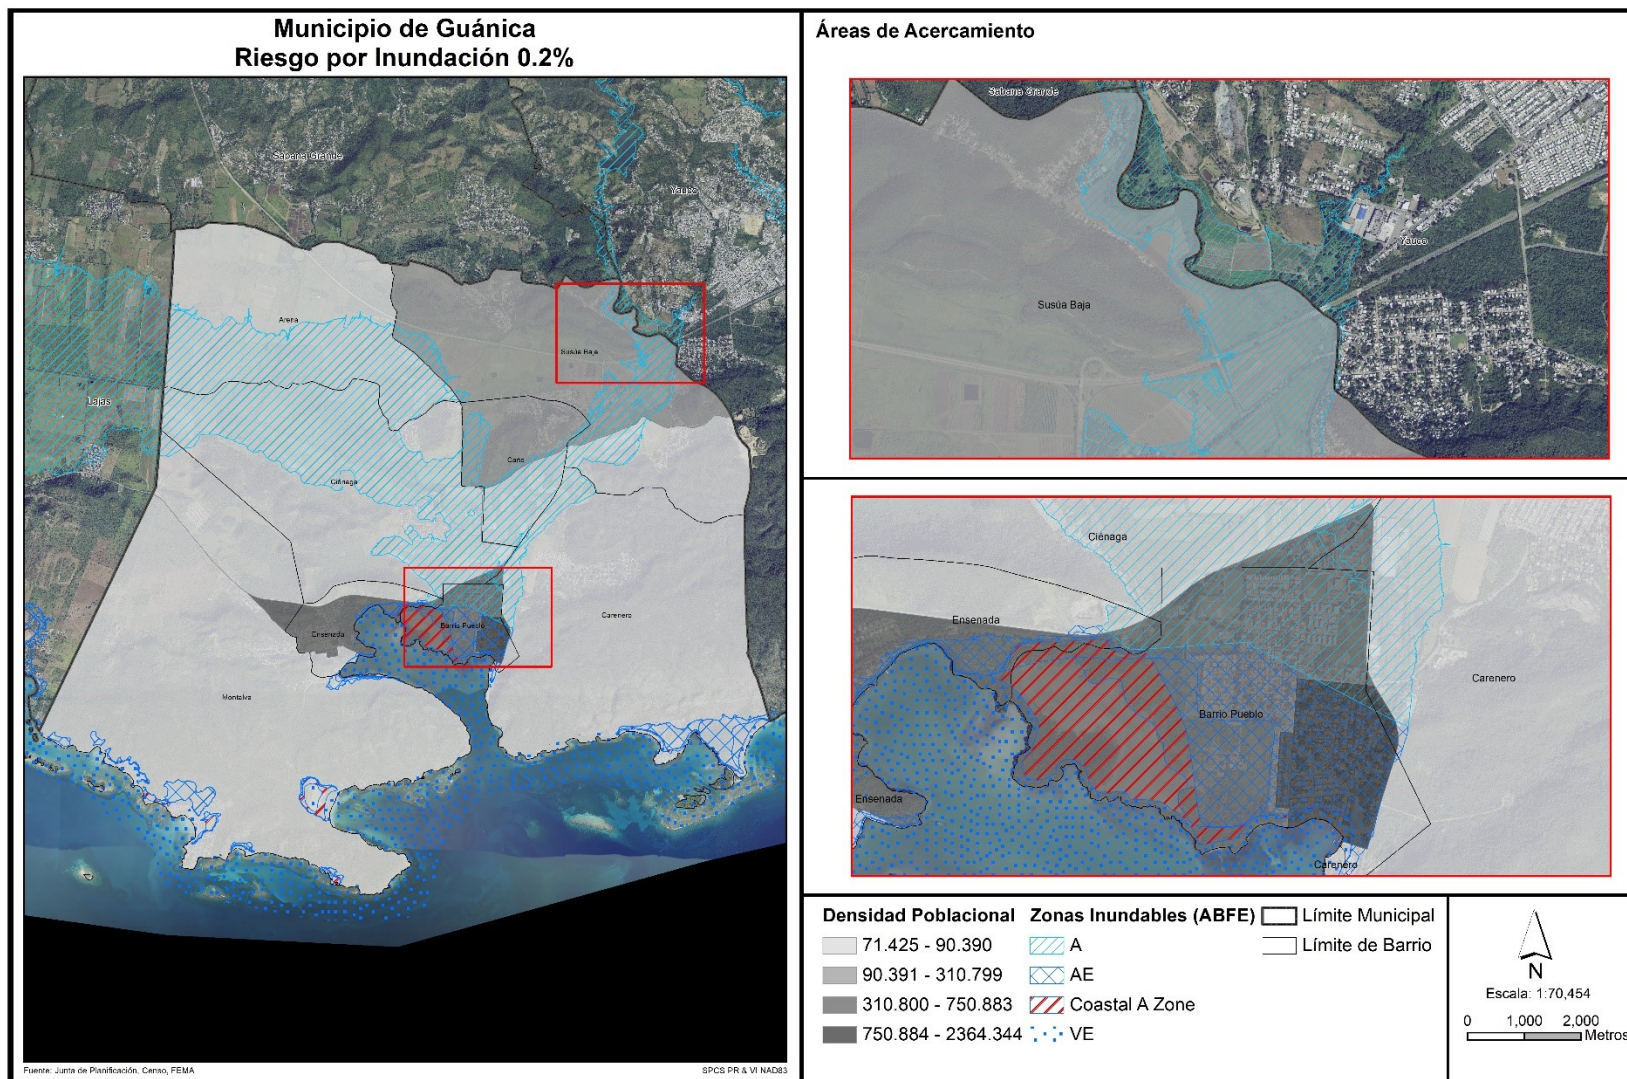 Municipio de Guánica
Riesgo por Inundación 0.2%
Sabana Grande
Yauco
Arena
Susúa Baja
Lajas
Caño
Ciénaga
Carenero
Barrio Pueblo
Ensenada
Montalva
Fuente: Junta de Planificación, Censo, FEMA
SPCS PR & VI NAD83
Áreas de Acercamiento
Sabana Grande
Yauco
Susúa Baja
Ciénaga
Ensenada
Carenero
Barrio Pueblo
Ensenada
Carenero
Densidad Poblacional
71.425 - 90.390
90.391 - 310.799
310.800 - 750.883
750.884 - 2364.344
Zonas Inundables (ABFE)
A
AE
Coastal A Zone
VE
Límite Municipal
Límite de Barrio
N
Escala: 1:70,454
0 1,000 2,000
Metros